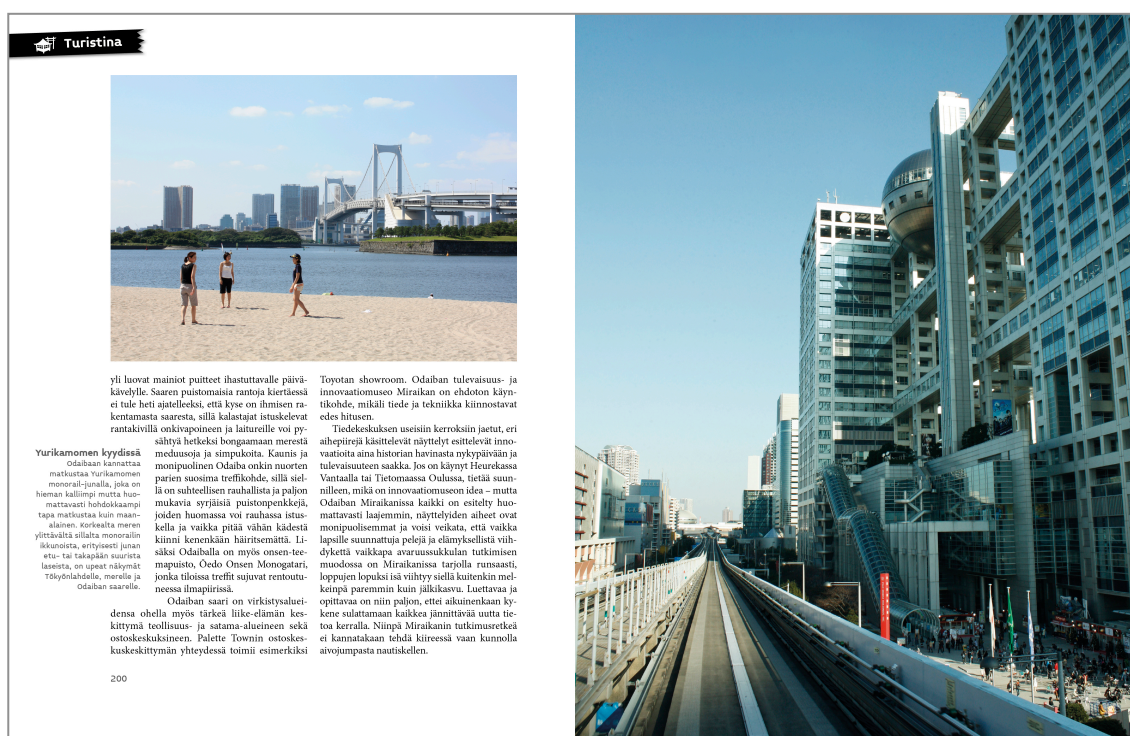 Turistina
yli luovat mainiot puitteet ihastuttavalle päivä-
kävelylle. Saaren puistomaisia rantoja kiertäessä
ei tule heti ajatelleeksi, että kyse on ihmisen ra-
kentamasta saaresta, sillä kalastajat istuskelevat
rantakivillä onkivapoineen ja laitureille voi py-
sähtyä hetkeksi bongaamaan merestä
meduusoja ja simpukoita. Kaunis ja
monipuolinen Odaiba onkin nuorten
parien suosima treffikohde, sillä siel-
lä on suhteellisen rauhallista ja paljon
mukavia syrjäisiä puistonpenkkejä,
joiden huomassa voi rauhassa istus-
kella ja vaikka pitää vähän kädestä
kiinni kenenkään häiritsemättä. Li-
säksi Odaiballa on myös onsen-tee-
mapuisto, Ōedo Onsen Monogatari,
jonka tiloissa treffit sujuvat rentoutu-
neessa ilmapiirissä.
Odaiban saari on virkistysaluei-
densa ohella myös tärkeä liike-elämän kes-
kittymä teollisuus- ja satama-alueineen sekä
ostoskeskuksineen. Palette Townin ostoskes-
kuskeskittymän yhteydessä toimii esimerkiksi
Yurikamomen kyydissä
Odaibaan kannattaa
matkustaa Yurikamomen
monorail-junalla, joka on
hieman kalliimpi mutta huo-
mattavasti hohdokkaampi
tapa matkustaa kuin maan-
alainen. Korkealta meren
ylittävältä sillalta monorailin
ikkunoista, erityisesti junan
etu- tai takapään suurista
laseista, on upeat näkymät
Tōkyōnlahdelle, merelle ja
Odaiban saarelle.
Toyotan showroom. Odaiban tulevaisuus- ja
innovaatiomuseo Miraikan on ehdoton käyn-
tikohde, mikäli tiede ja tekniikka kiinnostavat
edes hitusen.
Tiedekeskuksen useisiin kerroksiin jaetut, eri
aihepiirejä käsittelevät näyttelyt esittelevät inno-
vaatioita aina historian havinasta nykypäivään ja
tulevaisuuteen saakka. Jos on käynyt Heurekassa
Vantaalla tai Tietomaassa Oulussa, tietää suun-
nilleen, mikä on innovaatiomuseon idea – mutta
Odaiban Miraikanissa kaikki on esitelty huo-
mattavasti laajemmin, näyttelyiden aiheet ovat
monipuolisemmat ja voisi veikata, että vaikka
lapsille suunnattuja pelejä ja elämyksellistä viih-
dykettä vaikkapa avaruussukkulan tutkimisen
muodossa on Miraikanissa tarjolla runsaasti,
loppujen lopuksi isä viihtyy siellä kuitenkin mel-
keinpä paremmin kuin jälkikasvu. Luettavaa ja
opittavaa on niin paljon, ettei aikuinenkaan ky-
kene sulattamaan kaikkea jännittävää uutta tie-
toa kerralla. Niinpä Miraikanin tutkimusretkeä
ei kannatakaan tehdä kiireessä vaan kunnolla
aivojumpasta nautiskellen.
200